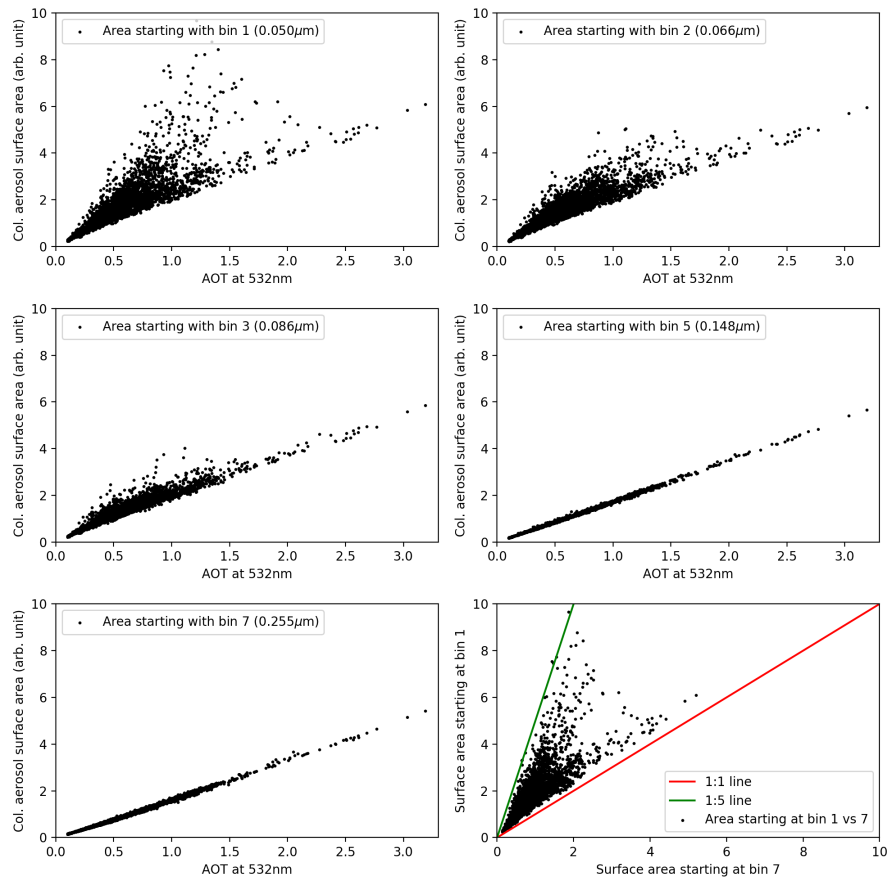 Area starting with bin 1 (0.050μm)
Col. aerosol surface area (arb. unit)
10
8
6
4
2
0
0.0 0.5 1.0 1.5 2.0 2.5 3.0
AOT at 532nm
Area starting with bin 2 (0.066μm)
Col. aerosol surface area (arb. unit)
10
8
6
4
2
0
0.0 0.5 1.0 1.5 2.0 2.5 3.0
AOT at 532nm
Area starting with bin 3 (0.086μm)
Col. aerosol surface area (arb. unit)
10
8
6
4
2
0
0.0 0.5 1.0 1.5 2.0 2.5 3.0
AOT at 532nm
Area starting with bin 5 (0.148μm)
Col. aerosol surface area (arb. unit)
10
8
6
4
2
0
0.0 0.5 1.0 1.5 2.0 2.5 3.0
AOT at 532nm
Area starting with bin 7 (0.255μm)
Col. aerosol surface area (arb. unit)
10
8
6
4
2
0
0.0 0.5 1.0 1.5 2.0 2.5 3.0
AOT at 532nm
Surface area starting at bin 1
10
8
6
4
2
0
1:1 line
1:5 line
Area starting at bin 1 vs 7
0 2 4 6 8 10
Surface area starting at bin 7